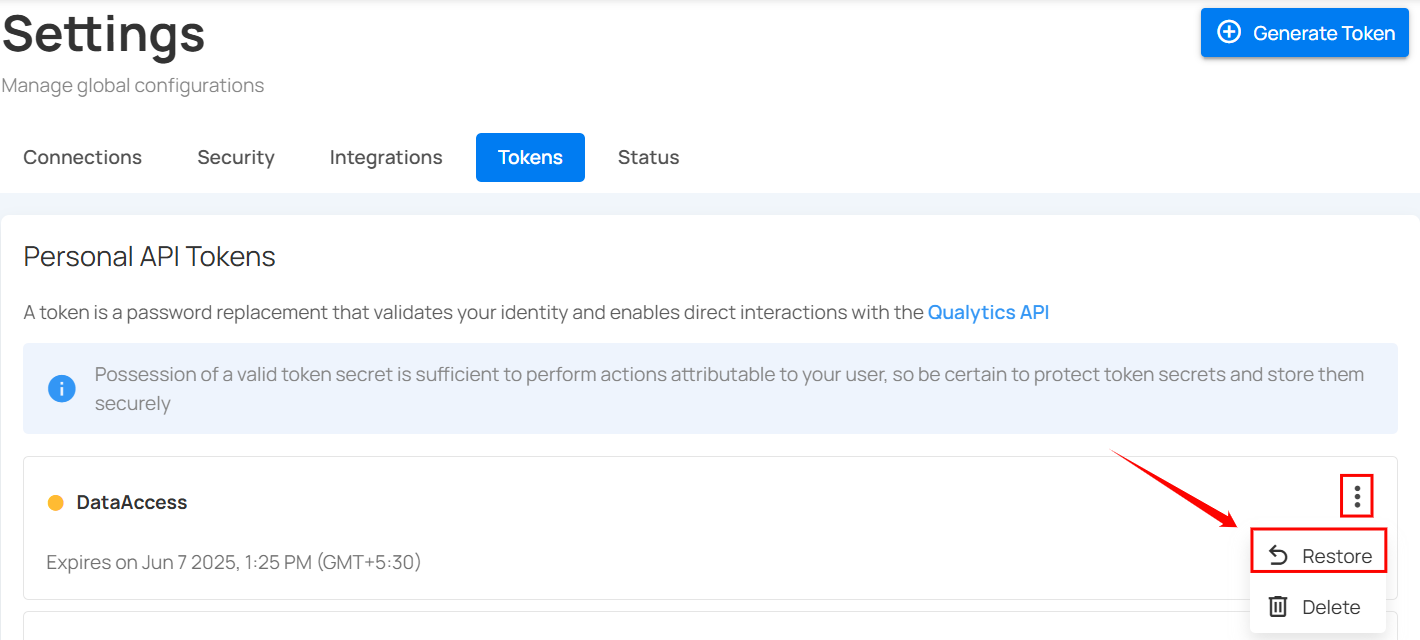 Settings
Generate Token
Manage global configurations
Connections Security Integrations Tokens Status
Personal API Tokens
A token is a password replacement that validates your identity and enables direct interactions with the Qualytics API
Possession of a valid token secret is sufficient to perform actions attributable to your user, so be certain to protect token secrets and store them
securely
DataAccess
Expires on Jun 7 2025, 1:25 PM (GMT+5:30)
Restore
Delete